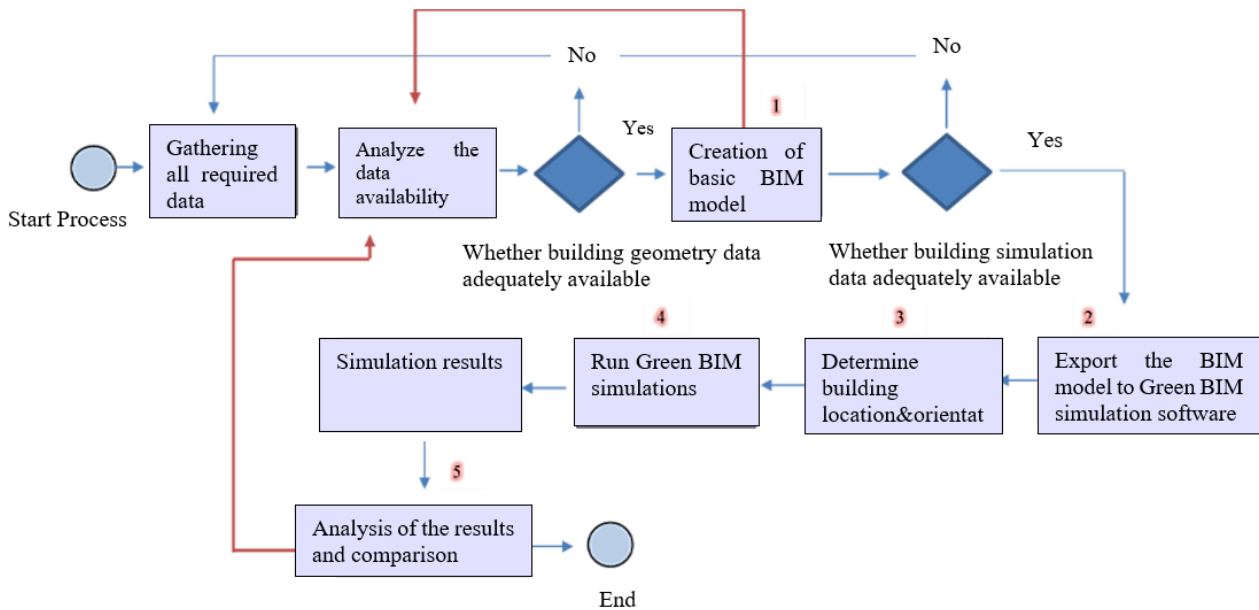 No
No
1
Yes
Yes
Start Process
Gathering
all required
data
Analyze the
data
availability
Creation of
basic BIM
model
Whether building geometry data
adequately available
Whether building simulation
data adequately available
4
3
2
Simulation results
Run Green BIM
simulations
Determine
building
location&orientat
Export the BIM
model to Green BIM
simulation software
5
Analysis of the results
and comparison
End